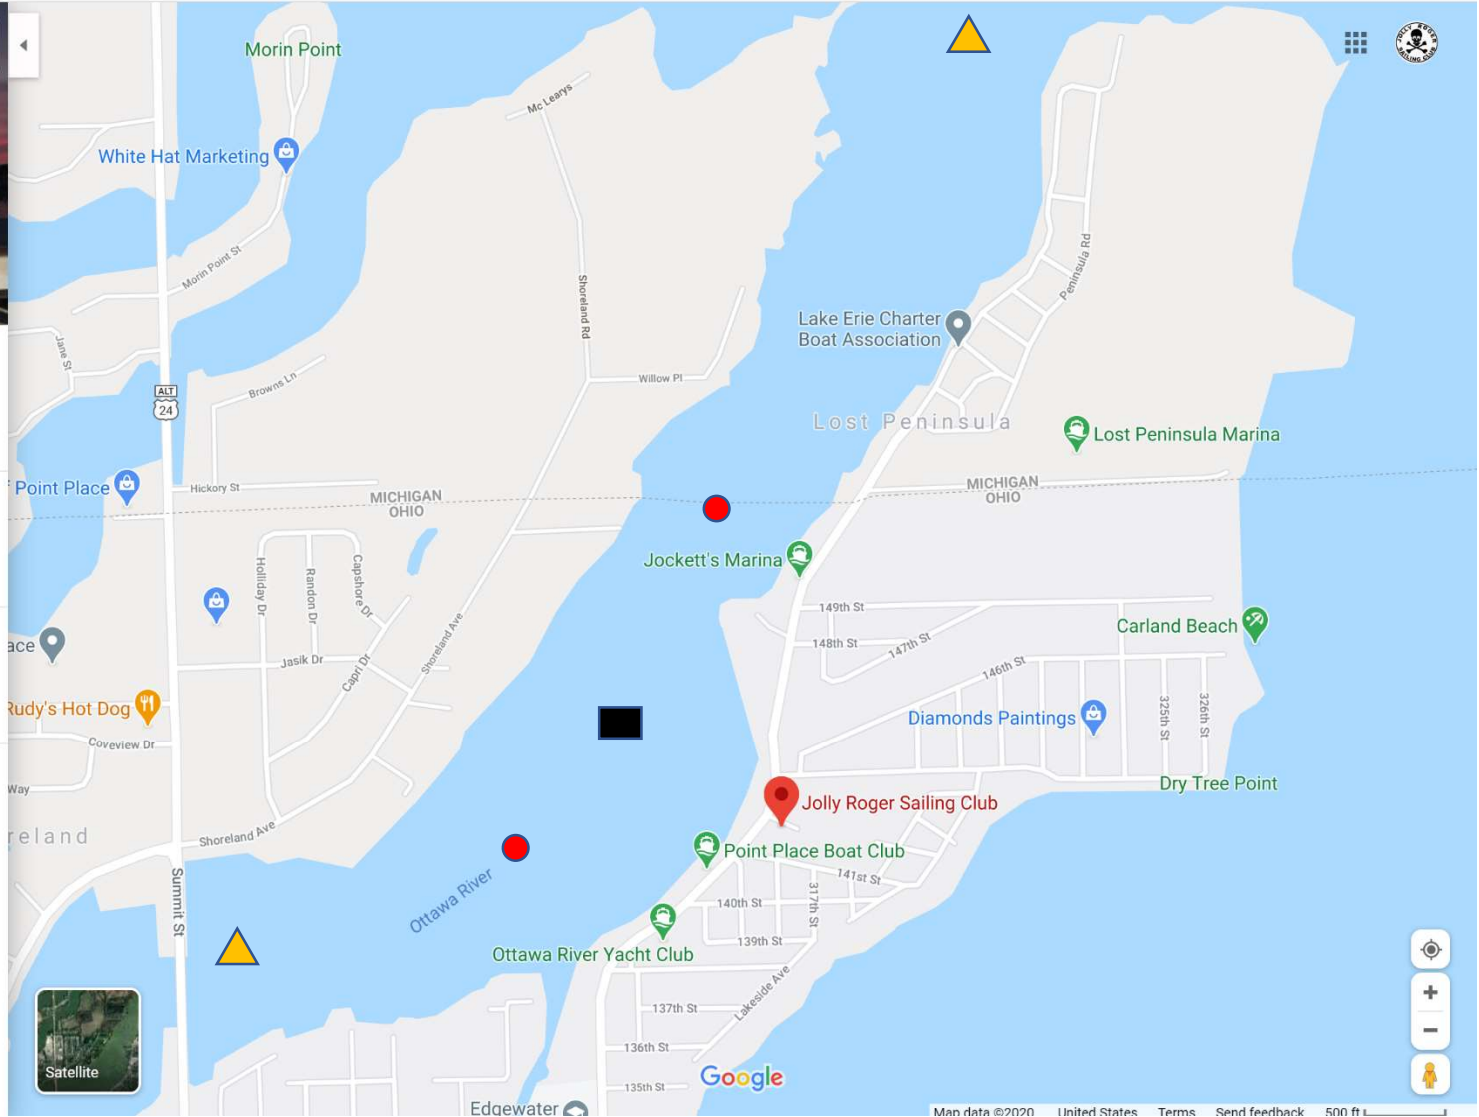 Morin Point
JOLLY ROGER
SAILING CLUB
Mc Learys
White Hat Marketing
Morin Point St
Shoreland Rd
Peninsula Rd
Lake Erie Charter
Boat Association
Jane St
Willow Pl
Browns Ln
ALT
24
Lost Peninsula
Lost Peninsula Marina
Point Place
Hickory St
MICHIGAN
OHIO
MICHIGAN
OHIO
Jockett's Marina
Holliday Dr
Randon Dr
Capshore Dr
149th St
148th St
147th St
Carland Beach
ace
Shoreland Ave
Jasik Dr
Capri Dr
146th St
325th St
326th St
Rudy's Hot Dog
Diamonds Paintings
Coveview Dr
Way
Dry Tree Point
Jolly Roger Sailing Club
reland
Shoreland Ave
Point Place Boat Club
141st St
Summit St
Ottawa River
317th St
140th St
139th St
Ottawa River Yacht Club
Lakeside Ave
137th St
136th St
Satellite
Google
135th St
Edgewater
Map data ©2020 United States Terms Send feedback 500 ft